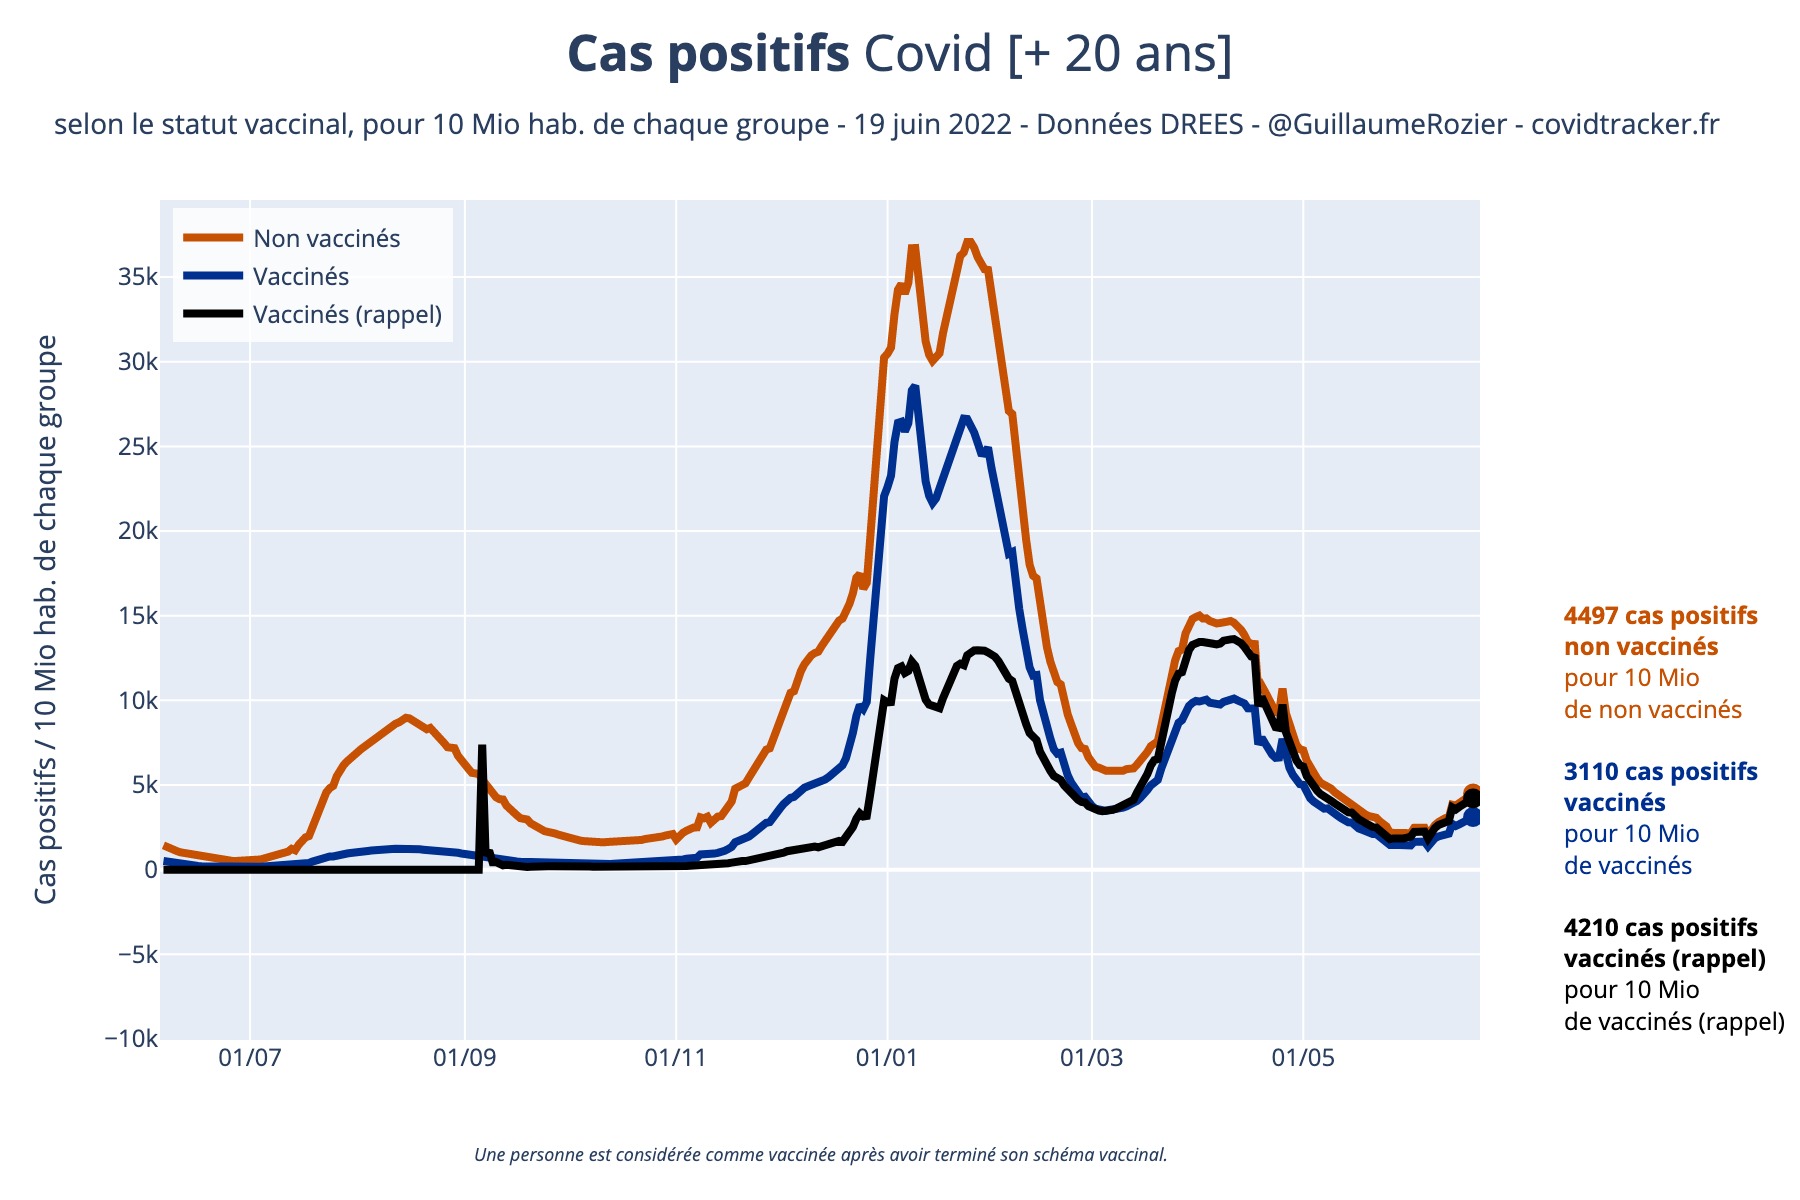 Cas positifs Covid [+ 20 ans]
selon le statut vaccinal, pour 10 Mio hab. de chaque groupe - 19 juin 2022 - Données DREES - @GuillaumeRozier - covidtracker.fr
Non vaccinés
Vaccinés
Vaccinés (rappel)
Cas positifs / 10 Mio hab. de chaque groupe
35k
30k
25k
20k
15k
10k
5k
0
−5k
−10k
01/07
01/09
01/11
01/01
01/03
01/05
4497 cas positifs
non vaccinés
pour 10 Mio
de non vaccinés
3110 cas positifs
vaccinés
pour 10 Mio
de vaccinés
4210 cas positifs
vaccinés (rappel)
pour 10 Mio
de vaccinés (rappel)
Une personne est considérée comme vaccinée après avoir terminé son schéma vaccinal.